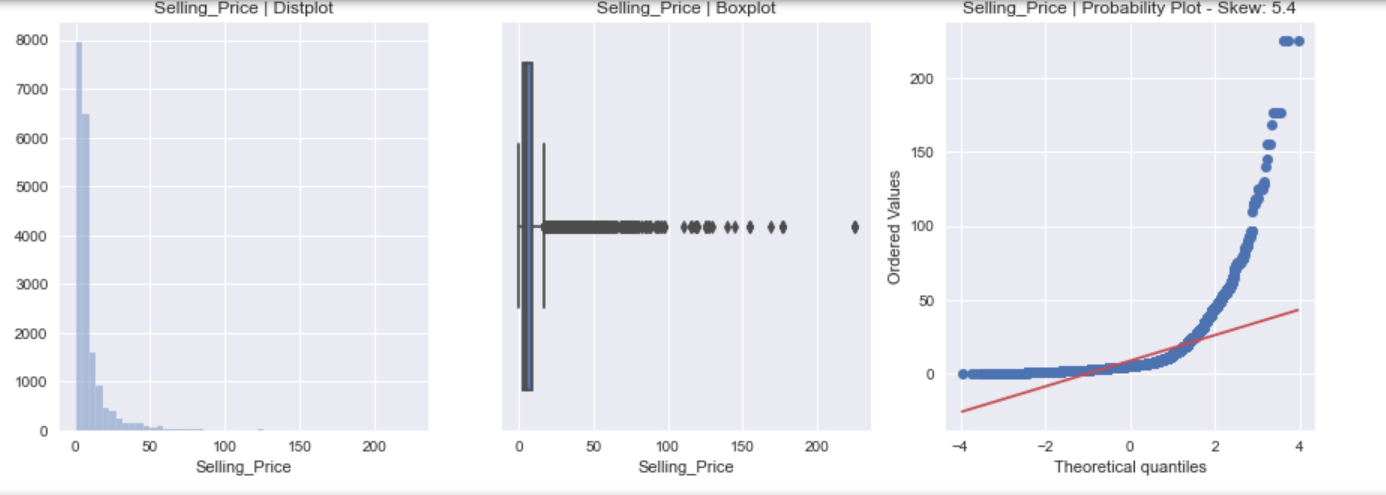 Selling_Price | Distplot
8000
7000
6000
5000
4000
3000
2000
1000
0
0 50 100 150 200
Selling_Price
Selling_Price | Boxplot
0 50 100 150 200
Selling_Price
Selling_Price | Probability Plot - Skew: 5.4
Ordered Values
200
150
100
50
0
−4 −2 0 2 4
Theoretical quantiles